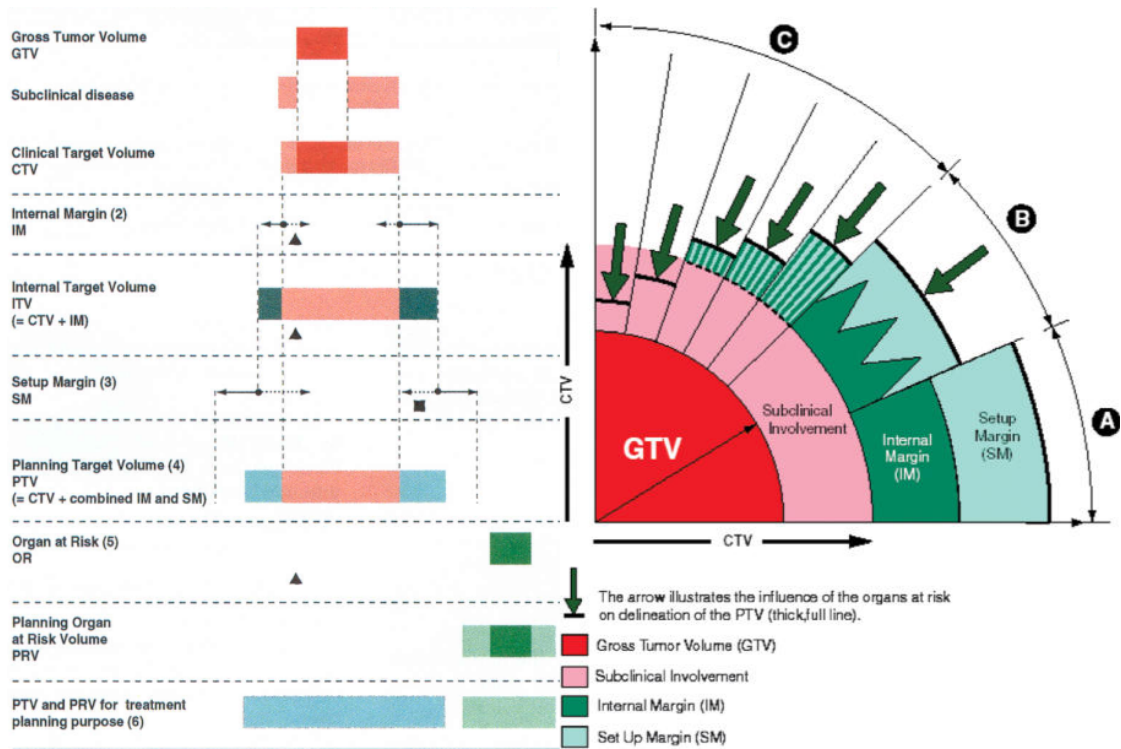 Gross Tumor Volume
GTV
Subclinical disease
Clinical Target Volume
CTV
Internal Margin (2)
IM
Internal Target Volume
ITV
(= CTV + IM)
Setup Margin (3)
SM
Planning Target Volume (4)
PTV
(= CTV + combined IM and SM)
Organ at Risk (5)
OR
Planning Organ
at Risk Volume
PRV
PTV and PRV for treatment
planning purpose (6)
C
B
A
CTV
GTV
Subclinical
Involvement
Internal
Margin
(IM)
Setup
Margin
(SM)
CTV
The arrow illustrates the influence of the organs at risk
on delineation of the PTV (thick,full line).
Gross Tumor Volume (GTV)
Subclinical Involvement
Internal Margin (IM)
Set Up Margin (SM)